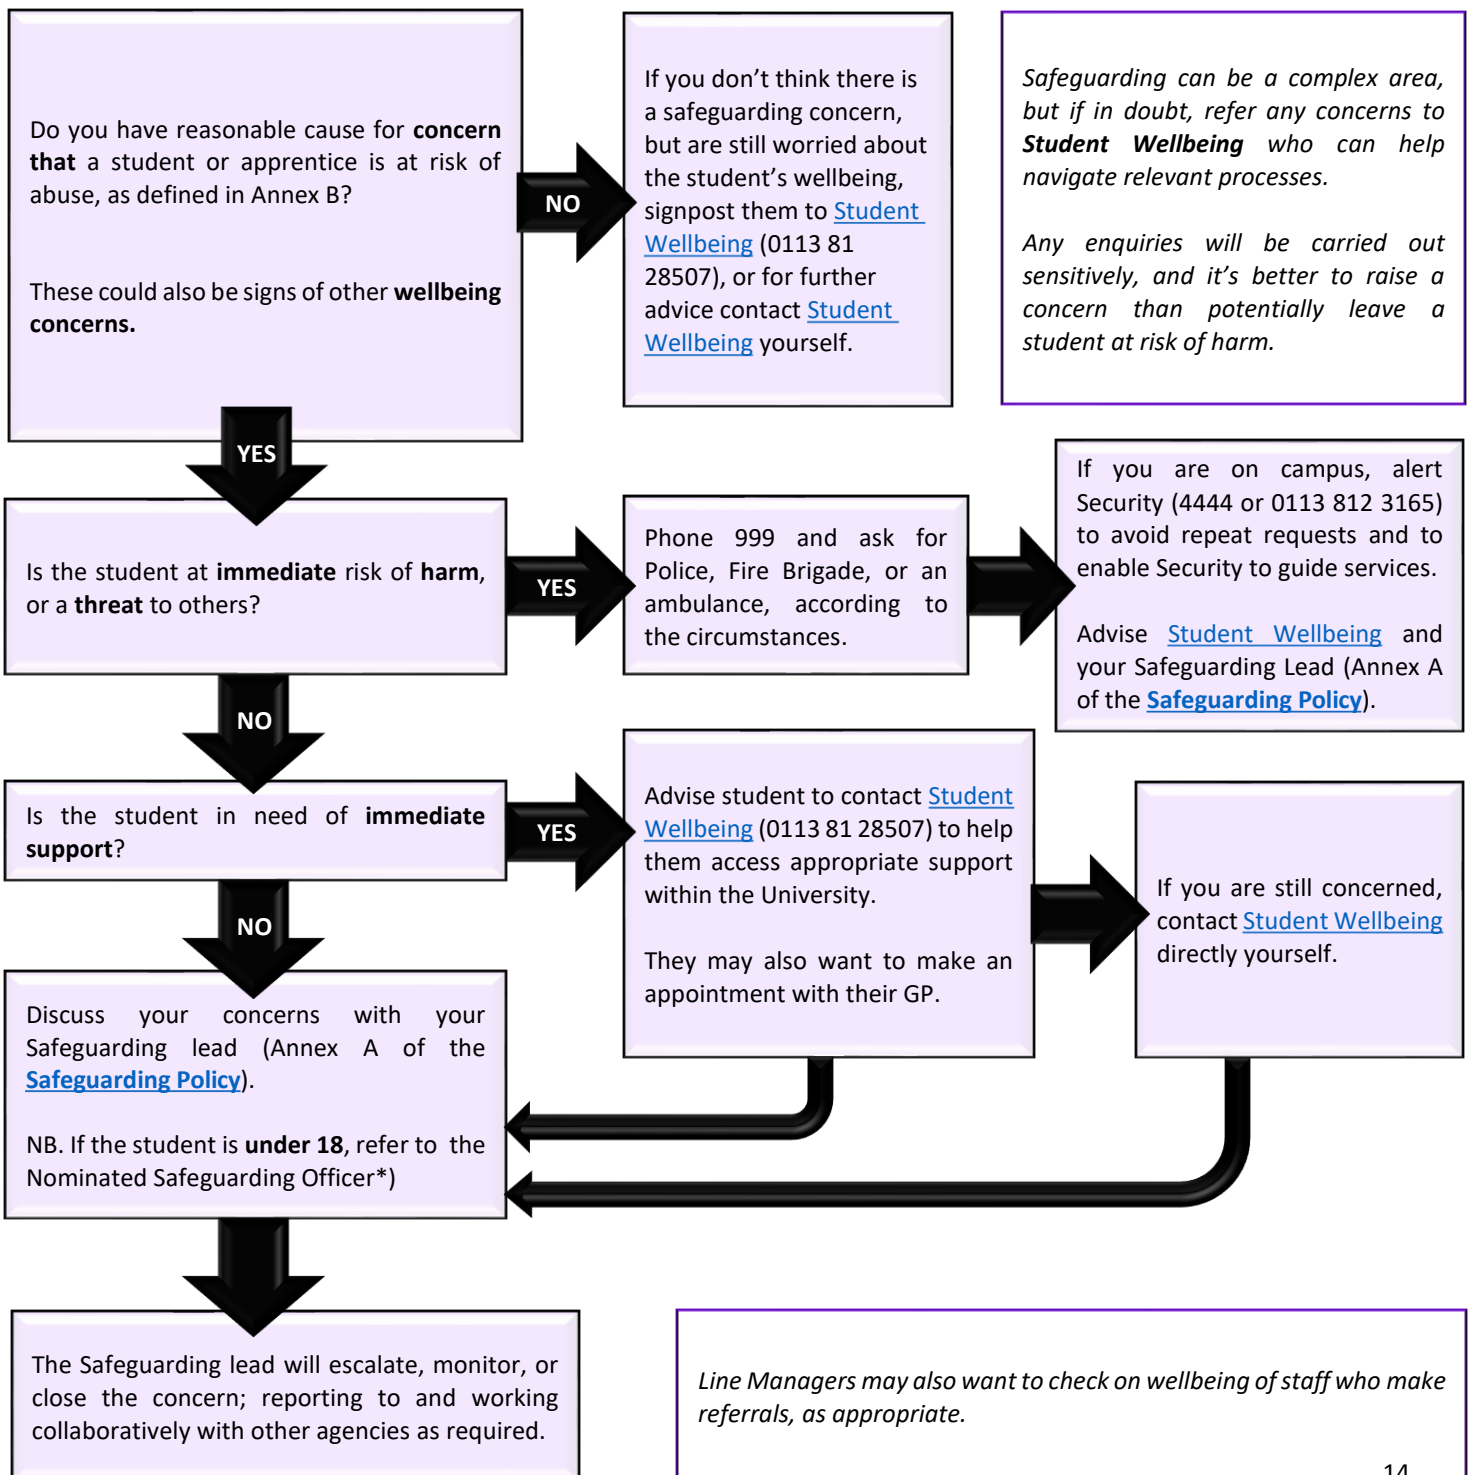 Do you have reasonable cause for concern
that a student or apprentice is at risk of
abuse, as defined in Annex B?
These could also be signs of other wellbeing
concerns.
NO
If you don't think there is
a safeguarding concern,
but are still worried about
the student's wellbeing,
signpost them to Student
Wellbeing (0113 81
28507), or for further
advice contact Student
Wellbeing yourself.
Safeguarding can be a complex area,
but if in doubt, refer any concerns to
Student Wellbeing who can help
navigate relevant processes.
Any enquiries will be carried out
sensitively, and it's better to raise a
concern than potentially leave a
student at risk of harm.
YES
Is the student at immediate risk of harm,
or a threat to others?
YES
Phone 999 and ask for
Police, Fire Brigade, or an
ambulance, according to
the circumstances.
If you are on campus, alert
Security (4444 or 0113 812 3165)
to avoid repeat requests and to
enable Security to guide services.
Advise Student Wellbeing and
your Safeguarding Lead (Annex A
of the Safeguarding Policy).
NO
Is the student in need of immediate
support?
YES
Advise student to contact Student
Wellbeing (0113 81 28507) to help
them access appropriate support
within the University.
They may also want to make an
appointment with their GP.
If you are still concerned,
contact Student Wellbeing
directly yourself.
NO
Discuss your concerns with your
Safeguarding lead (Annex A of the
Safeguarding Policy).
NB. If the student is under 18, refer to the
Nominated Safeguarding Officer*)
The Safeguarding lead will escalate, monitor, or
close the concern; reporting to and working
collaboratively with other agencies as required.
Line Managers may also want to check on wellbeing of staff who make
referrals, as appropriate.
14